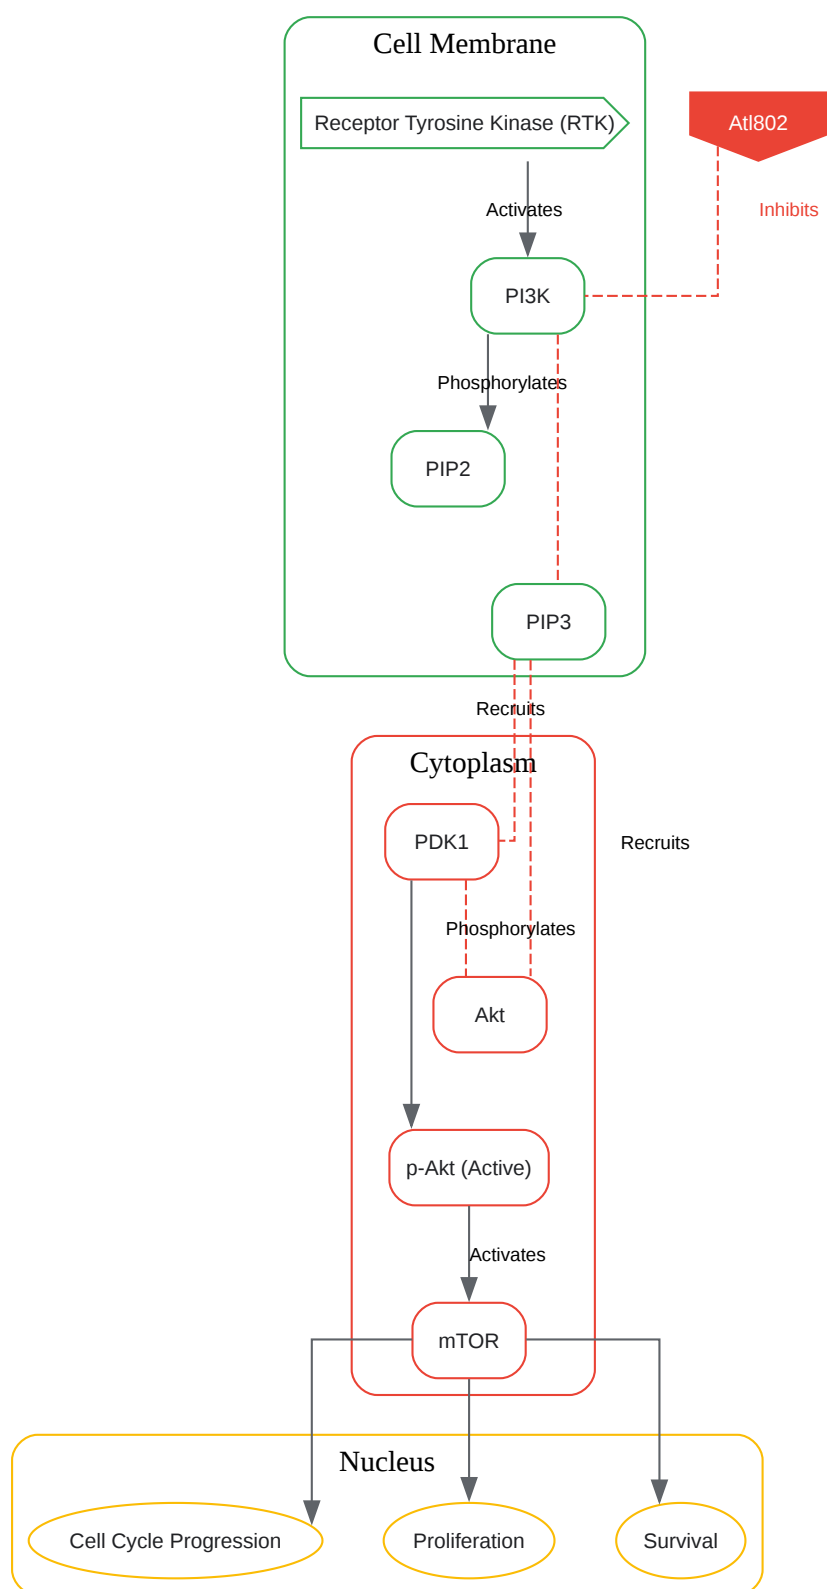 Cell Membrane
Receptor Tyrosine Kinase (RTK)
Atl802
Activates
Inhibits
PI3K
Phosphorylates
PIP2
PIP3
Recruits
Cytoplasm
PDK1
Recruits
Phosphorylates
Akt
p-Akt (Active)
Activates
mTOR
Nucleus
Cell Cycle Progression
Proliferation
Survival